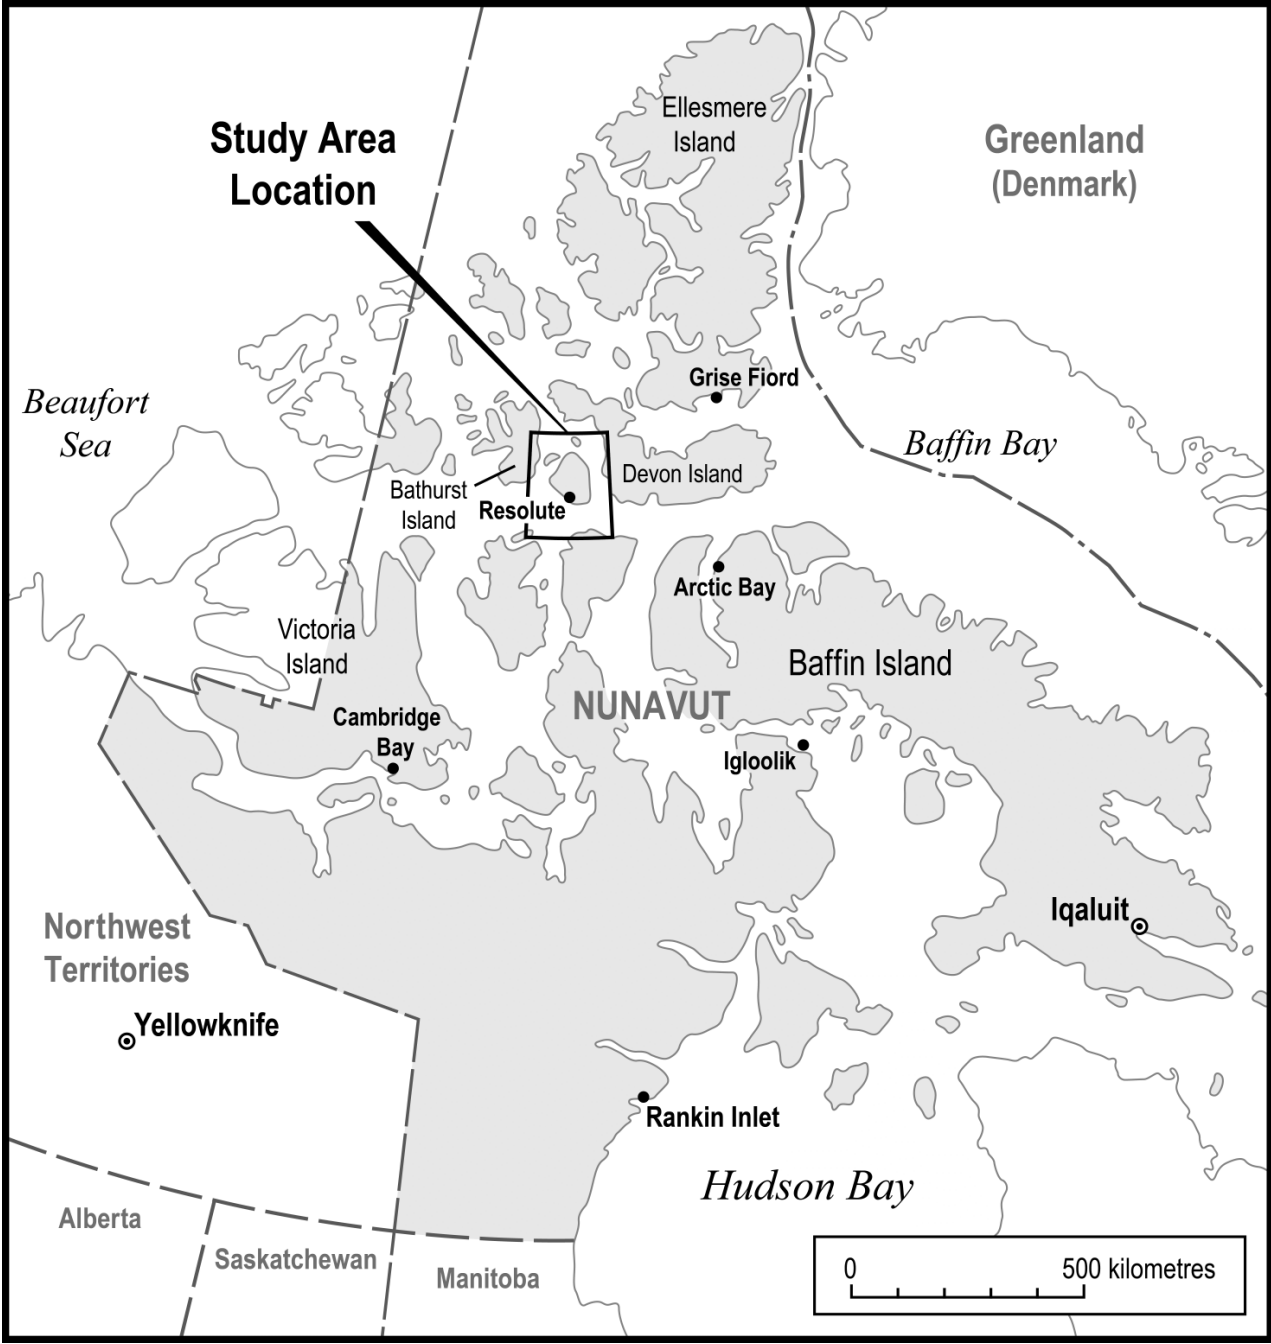 Ellesmere
Island
Study Area
Location
Greenland
(Denmark)
Grise Fiord
Beaufort
Sea
Baffin Bay
Devon Island
Bathurst
Island
Resolute
Arctic Bay
Victoria
Island
Baffin Island
NUNAVUT
Cambridge
Bay
Igloolik
Iqaluit
Northwest
Territories
Yellowknife
Rankin Inlet
Hudson Bay
Alberta
Saskatchewan
Manitoba
0 500 kilometres